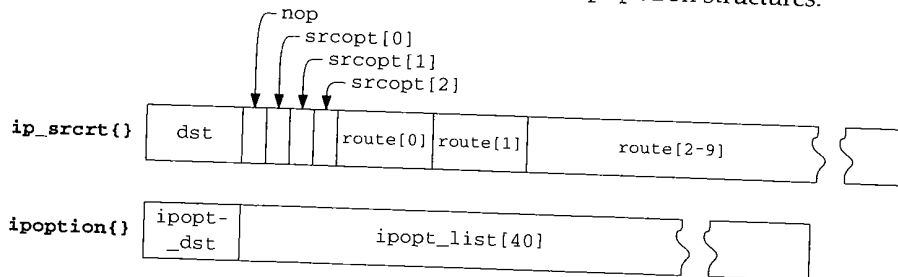 structures.
nop
srcopt[0]
srcopt[1]
srcopt[2]
ip_srcrt{} dst route[0] route[1] route[2-9]
ipoption{} ipopt-
_dst ipopt_list[40]